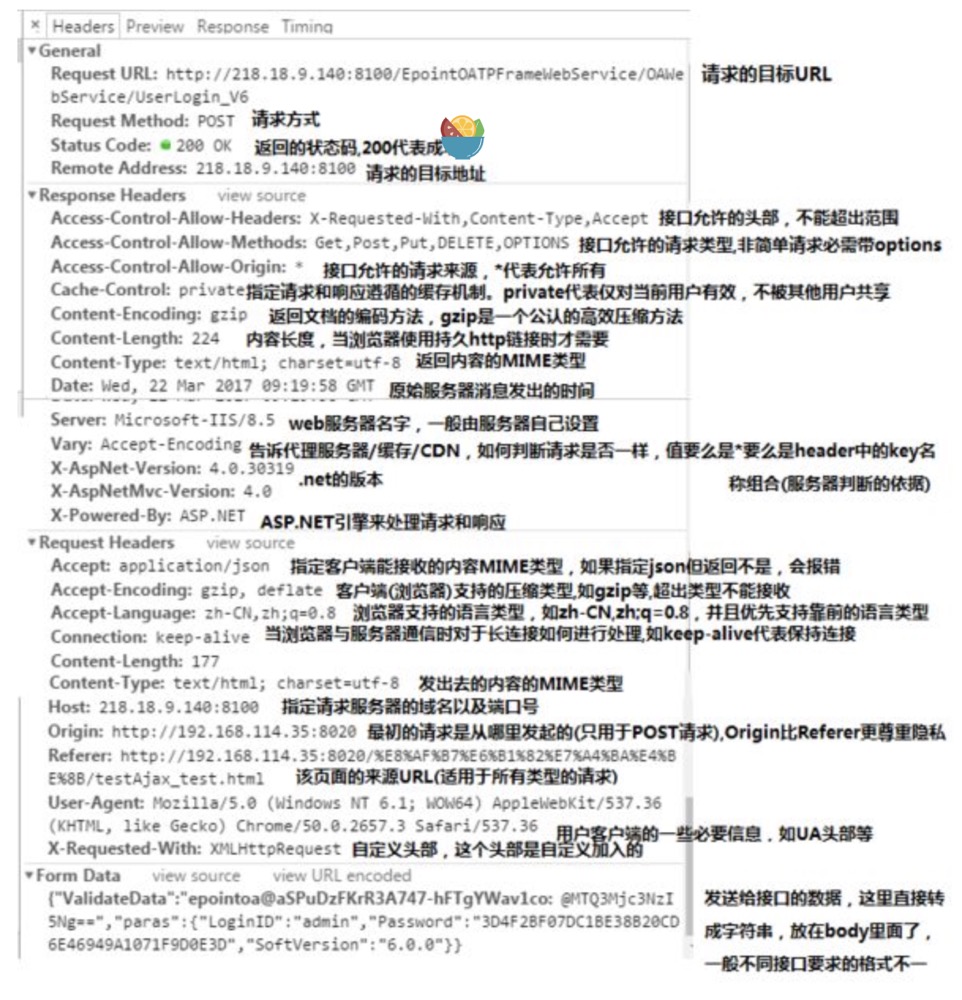 × Headers Preview Response Timing
▼General
Request URL: http://218.18.9.140:8100/EpointOATPFrameWebService/OAWe 请求的目标URL
bService/UserLogin_V6
Request Method: POST 请求方式
Status Code: 200 OK 返回的状态码,200代表成
Remote Address: 218.18.9.140:8100 请求的目标地址
▼Response Headers view source
Access-Control-Allow-Headers: X-Requested-With,Content-Type,Accept 接口允许的头部，不能超出范围
Access-Control-Allow-Methods: Get,Post,Put,DELETE,OPTIONS 接口允许的请求类型,非简单请求必需带options
Access-Control-Allow-Origin: * 接口允许的请求来源，*代表允许所有
Cache-Control: private 指定请求和响应遵循的缓存机制。private代表仅对当前用户有效，不被其他用户共享
Content-Encoding: gzip 返回文档的编码方法，gzip是一个公认的高效压缩方法
Content-Length: 224 内容长度，当浏览器使用持久http链接时才需要
Content-Type: text/html; charset=utf-8 返回内容的MIME类型
Date: Wed, 22 Mar 2017 09:19:58 GMT 原始服务器消息发出的时间
Server: Microsoft-IIS/8.5 web服务器名字，一般由服务器自己设置
Vary: Accept-Encoding 告诉代理服务器/缓存/CDN，如何判断请求是否一样，值要么是*要么是header中的key名
X-AspNet-Version: 4.0.30319 .net的版本 称组合(服务器判断的依据)
X-AspNetMvc-Version: 4.0
X-Powered-By: ASP.NET ASP.NET引擎来处理请求和响应
▼Request Headers view source
Accept: application/json 指定客户端能接收的内容MIME类型，如果指定json但返回不是，会报错
Accept-Encoding: gzip, deflate 客户端(浏览器)支持的压缩类型,如gzip等,超出类型不能接收
Accept-Language: zh-CN,zh;q=0.8 浏览器支持的语言类型，如zh-CN,zh;q=0.8，并且优先支持靠前的语言类型
Connection: keep-alive 当浏览器与服务器通信时对于长连接如何进行处理,如keep-alive代表保持连接
Content-Length: 177
Content-Type: text/html; charset=utf-8 发出去的内容的MIME类型
Host: 218.18.9.140:8100 指定请求服务器的域名以及端口号
Origin: http://192.168.114.35:8020 最初的请求是从哪里发起的(只用于POST请求),Origin比Referer更尊重隐私
Referer: http://192.168.114.35:8020/%E8%AF%B7%E6%B1%82%E7%A4%BA%E4%B
E%8B/testAjax_test.html 该页面的来源URL(适用于所有类型的请求)
User-Agent: Mozilla/5.0 (Windows NT 6.1; WOW64) AppleWebKit/537.36
(KHTML, like Gecko) Chrome/50.0.2657.3 Safari/537.36 用户客户端的一些必要信息，如UA头部等
X-Requested-With: XMLHttpRequest 自定义头部，这个头部是自定义加入的
▼Form Data view source view URL encoded
{"ValidateData":"epointoa@aSPuDzFKrR3A747-hFTgYWav1co: @MTQ3Mjc3NzI 发送给接口的数据，这里直接转
5Ng==","paras":{"LoginID":"admin","Password":"3D4F2BF07DC1BE38B20CD 成字符串，放在body里面了，
6E46949A1071F9D0E3D","SoftVersion":"6.0.0"}} 一般不同接口要求的格式不一